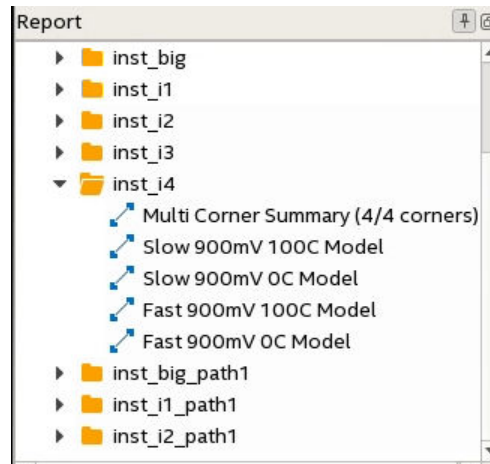 Report
inst_big
inst_i1
inst_i2
inst_i3
inst_i4
Multi Corner Summary (4/4 corners)
Slow 900mV 100C Model
Slow 900mV 0C Model
Fast 900mV 100C Model
Fast 900mV 0C Model
inst_big_path1
inst_i1_path1
inst_i2_path1